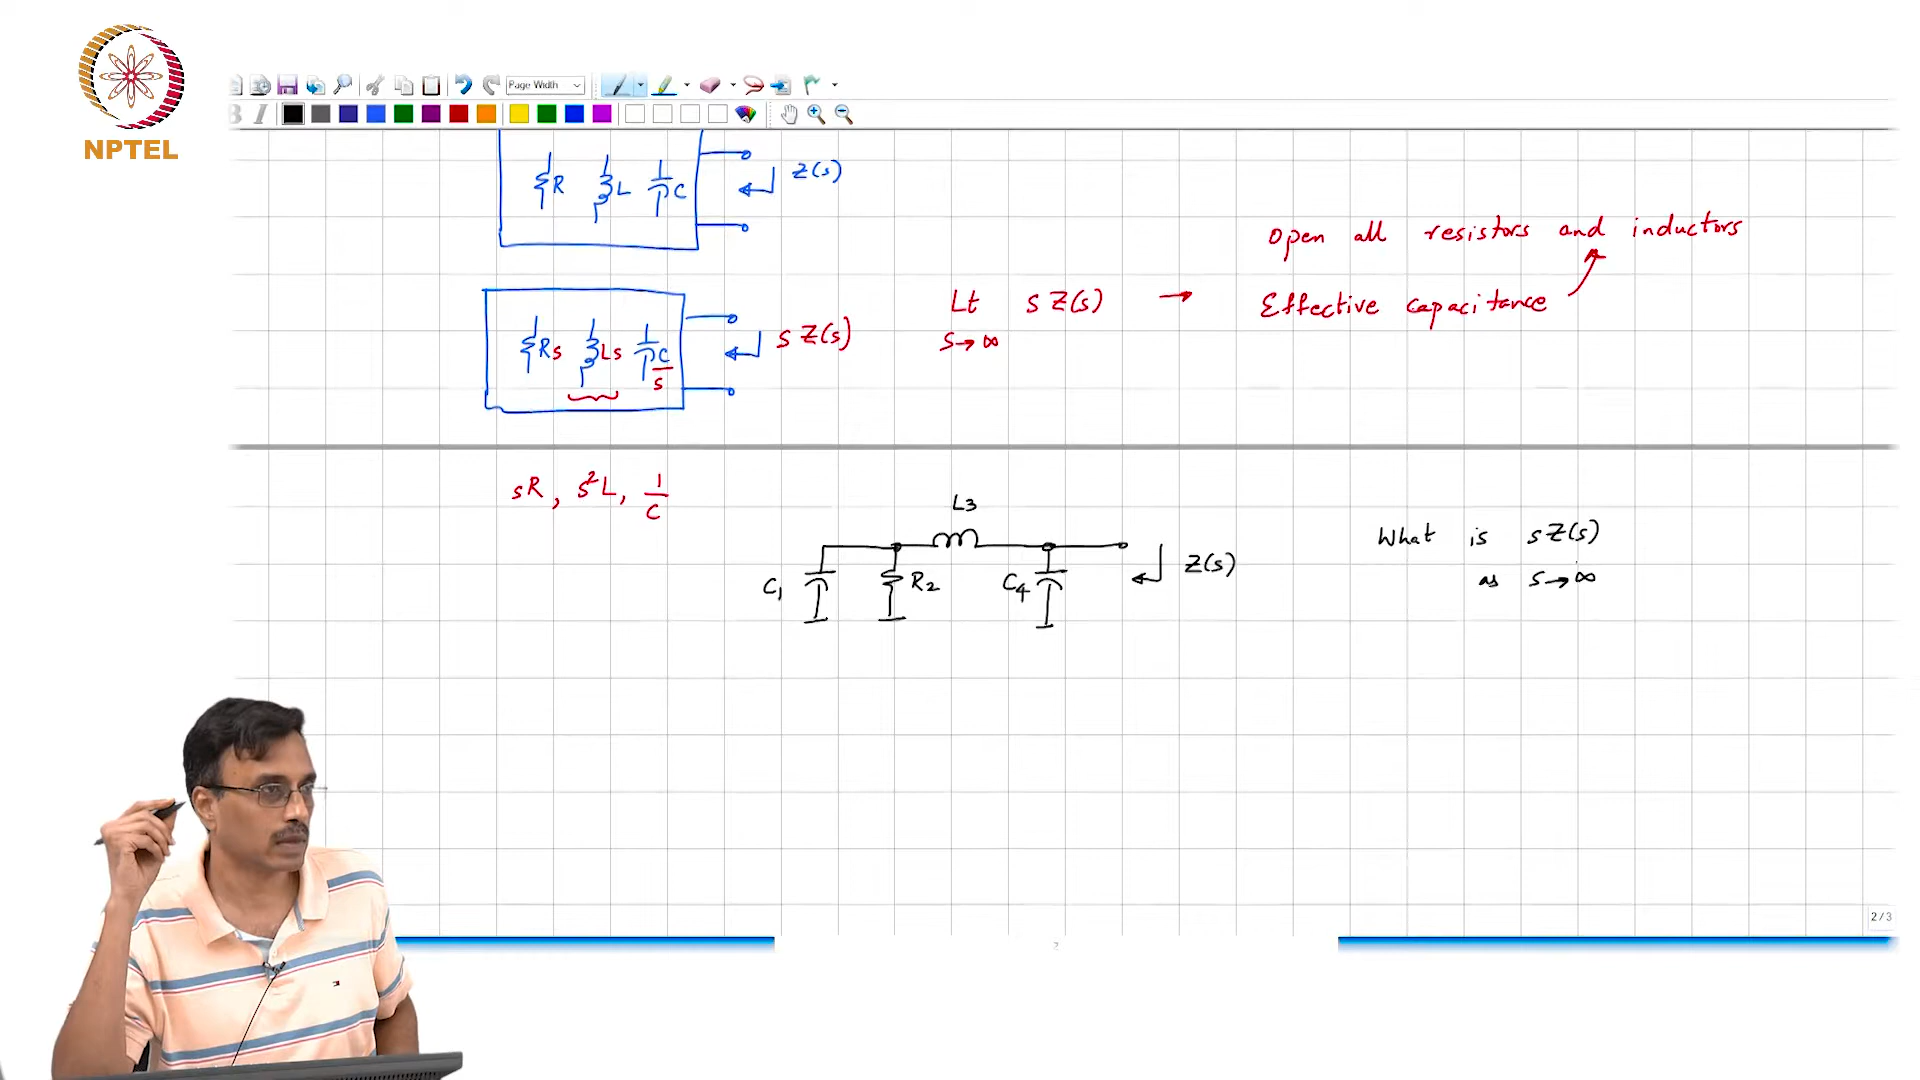 NPTEL
Page Width
R L C
Z(s)
Open all resistors and inductors
Lt s Z(s) → Effective capacitance
s→∞
Rs Ls C/s
s Z(s)
sR, s²L, 1/C
L3
What is sZ(s)
as s→∞
C1 R2 C4 Z(s)
2/3
2